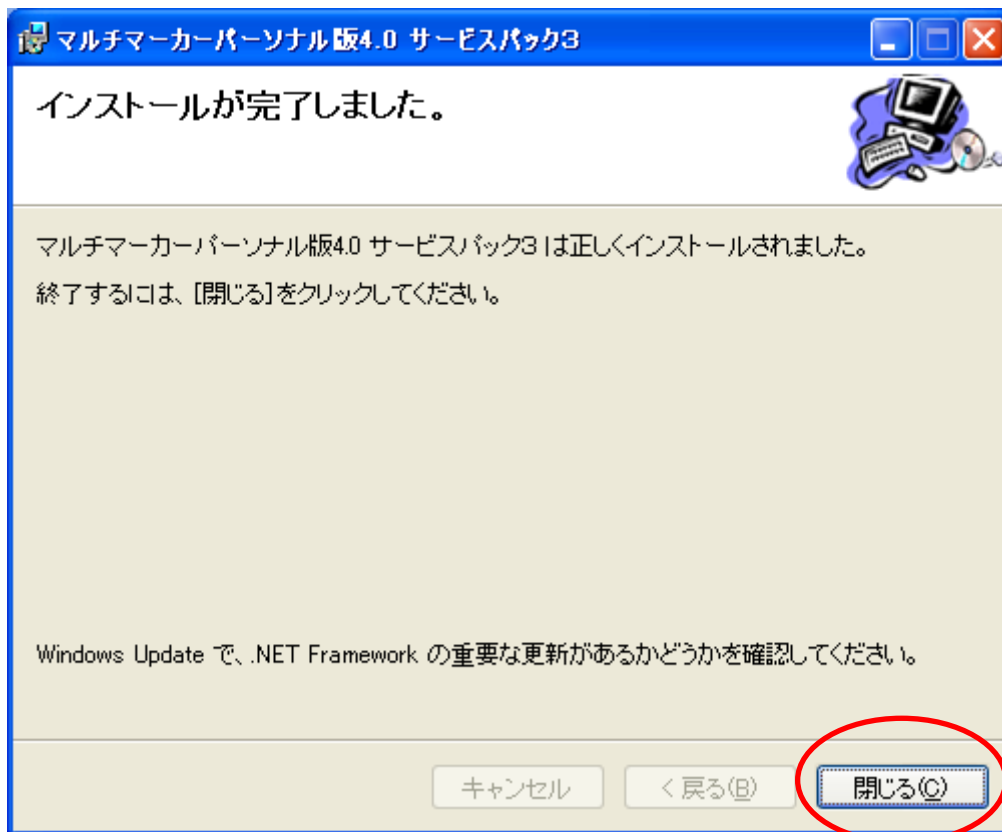 マルチマーカーパーソナル版4.0 サービスパック3
インストールが完了しました。
マルチマーカーパーソナル版4.0 サービスパック3 は正しくインストールされました。
終了するには、[閉じる]をクリックしてください。
Windows Update で、.NET Framework の重要な更新があるかどうかを確認してください。
キャンセル
< 戻る(B)
閉じる(C)